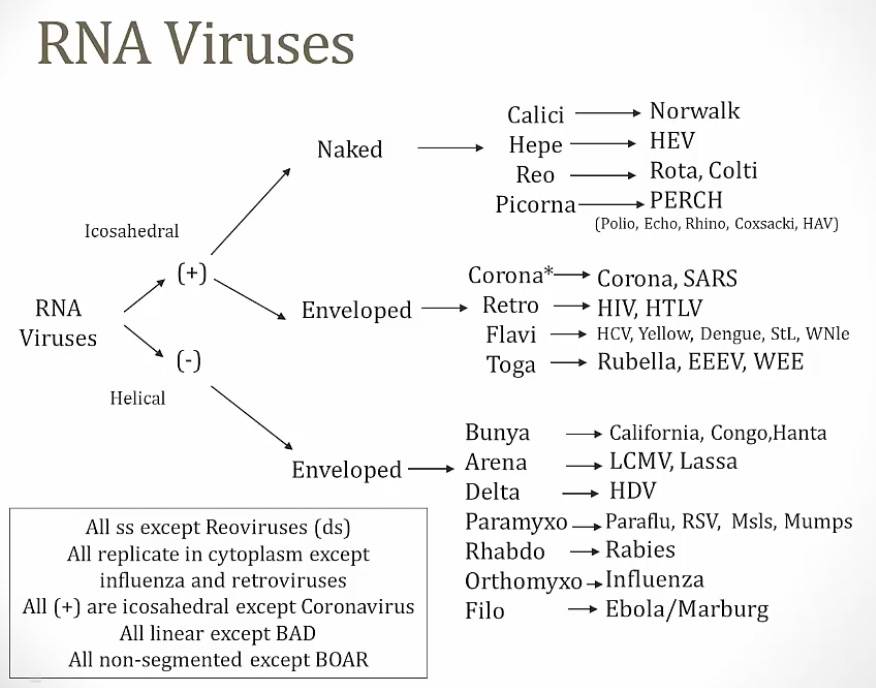 RNA Viruses
Naked
Calici → Norwalk
Hepe → HEV
Reo → Rota, Colti
Picorna → PERCH
(Polio, Echo, Rhino, Coxsacki, HAV)
Icosahedral
(+)
RNA
Viruses
Enveloped
Corona* → Corona, SARS
Retro → HIV, HTLV
Flavi → HCV, Yellow, Dengue, StL, WNle
Toga → Rubella, EEEV, WEE
(-)
Helical
Enveloped
Bunya → California, Congo,Hanta
Arena → LCMV, Lassa
Delta → HDV
Paramyxo → Paraflu, RSV, Msls, Mumps
Rhabdo → Rabies
Orthomyxo → Influenza
Filo → Ebola/Marburg
All ss except Reoviruses (ds)
All replicate in cytoplasm except
influenza and retroviruses
All (+) are icosahedral except Coronavirus
All linear except BAD
All non-segmented except BOAR